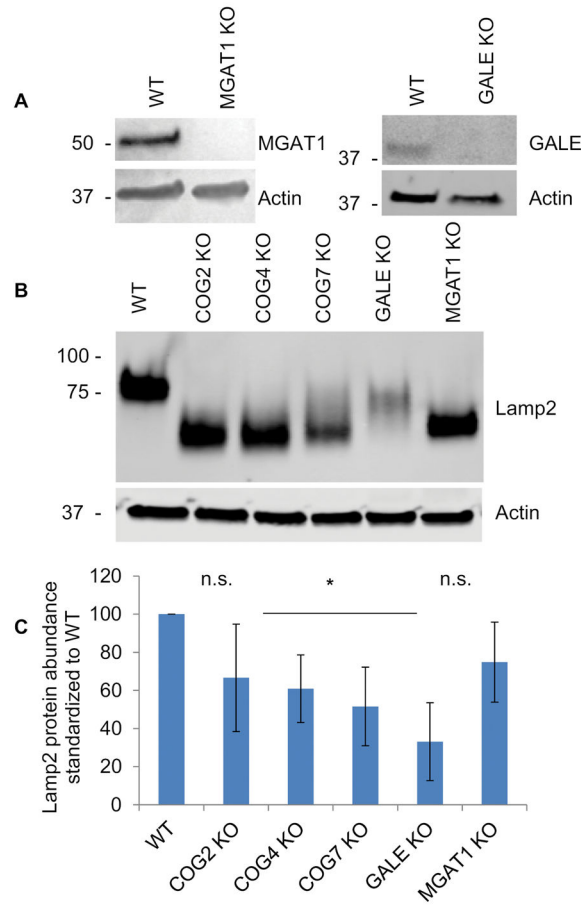 A
WT
MGAT1 KO
50 -
MGAT1
37 -
Actin
WT
GALE KO
37 -
GALE
37 -
Actin
B
WT
COG2 KO
COG4 KO
COG7 KO
GALE KO
MGAT1 KO
100 -
75 -
Lamp2
37 -
Actin
C
Lamp2 protein abundance
standardized to WT
120
100
80
60
40
20
0
n.s.
*
n.s.
WT
COG2 KO
COG4 KO
COG7 KO
GALE KO
MGAT1 KO